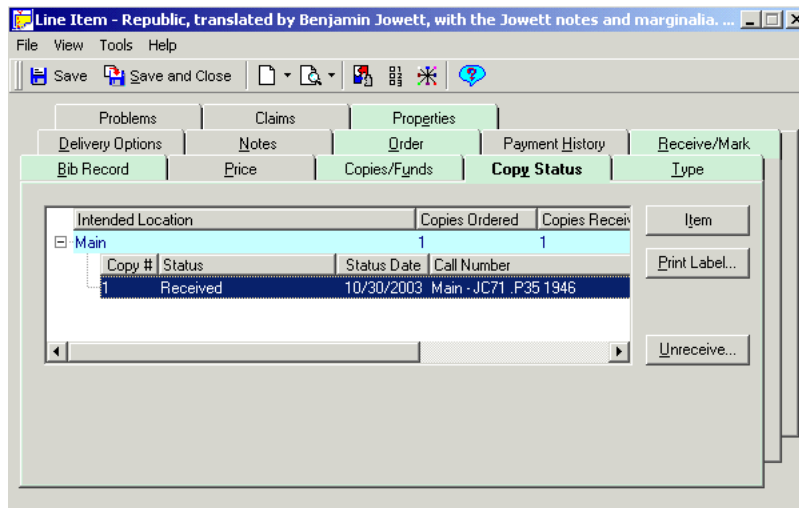 Line Item - Republic, translated by Benjamin Jowett, with the Jowett notes and marginalia. ...
File View Tools Help
Save Save and Close
Problems Claims Properties
Delivery Options Notes Order Payment History Receive/Mark
Bib Record Price Copies/Funds Copy Status Type
Intended Location Copies Ordered Copies Receiv
Main 1 1
Copy # Status Status Date Call Number
1 Received 10/30/2003 Main - JC71 .P35 1946
Item
Print Label...
Unreceive...